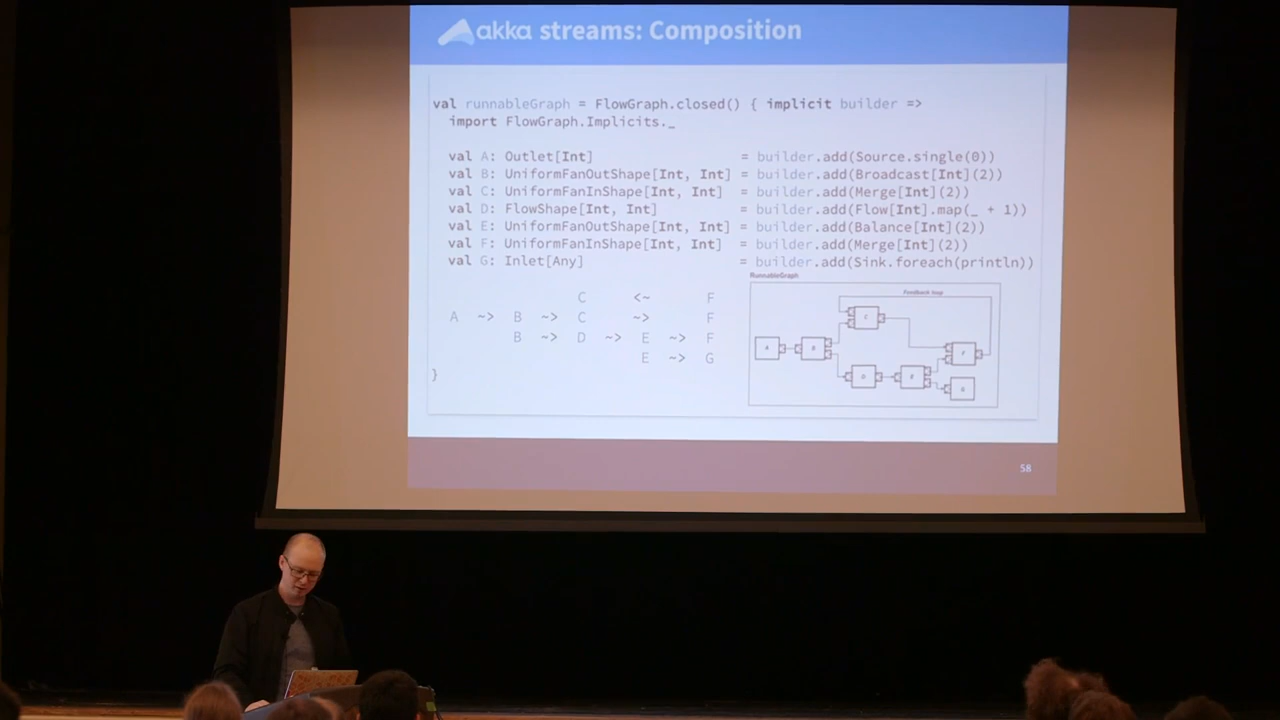 akka streams: Composition
val runnableGraph = FlowGraph.closed() { implicit builder =>
import FlowGraph.Implicits._
val A: Outlet[Int] = builder.add(Source.single(0))
val B: UniformFanOutShape[Int, Int] = builder.add(Broadcast[Int](2))
val C: UniformFanInShape[Int, Int] = builder.add(Merge[Int](2))
val D: FlowShape[Int, Int] = builder.add(Flow[Int].map(_ + 1))
val E: UniformFanOutShape[Int, Int] = builder.add(Balance[Int](2))
val F: UniformFanInShape[Int, Int] = builder.add(Merge[Int](2))
val G: Inlet[Any] = builder.add(Sink.foreach(println))
C <~ F
A ~> B ~> C ~> F
B ~> D ~> E ~> F
E ~> G
}
RunnableGraph
Feedback loop
C
A B F
D E G
58